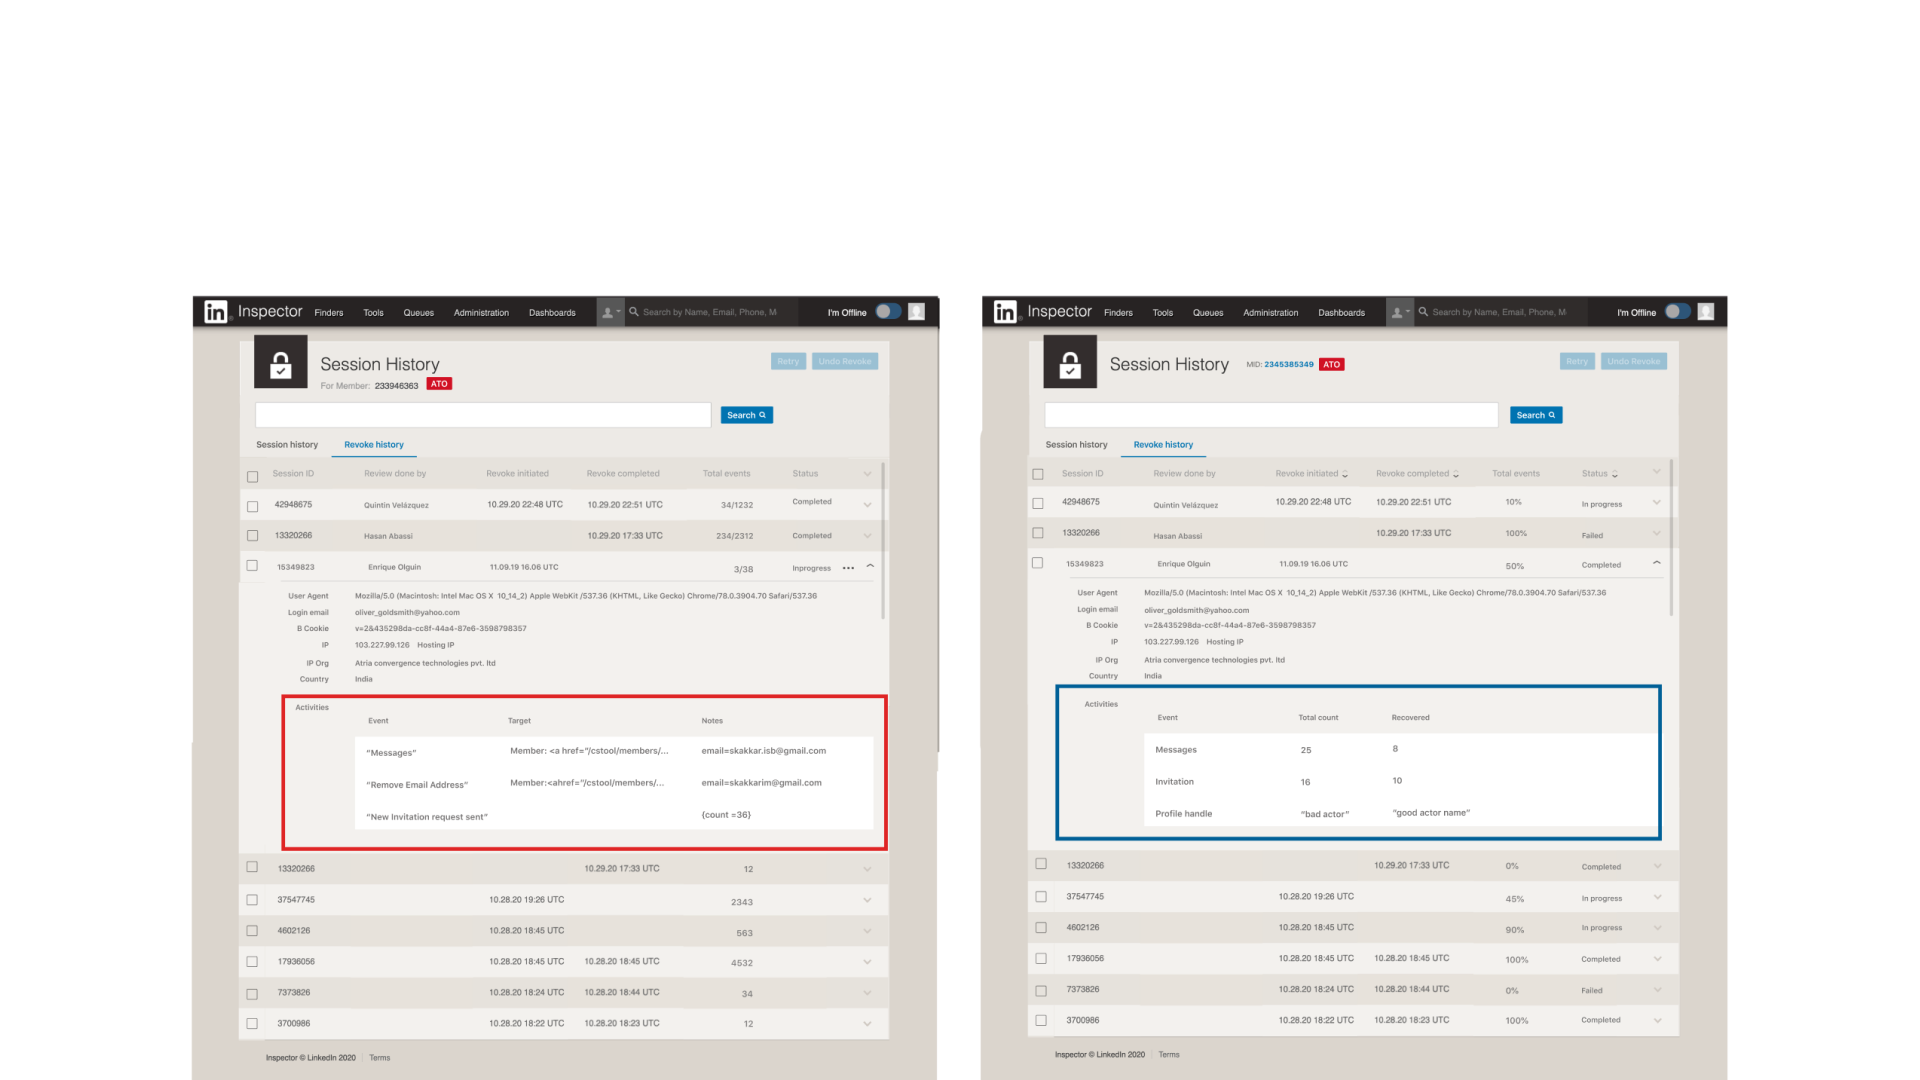 in Inspector Finders Tools Queues Administration Dashboards Search by Name, Email, Phone, M I'm Offline
Session History
For Member: 233946363 ATO
Retry Undo Revoke
Search
Session history Revoke history
Session ID Review done by Revoke initiated Revoke completed Total events Status
42948675 Quintin Velázquez 10.29.20 22:48 UTC 10.29.20 22:51 UTC 34/1232 Completed
13320266 Hasan Abassi 10.29.20 17:33 UTC 234/2312 Completed
15349823 Enrique Olguin 11.09.19 16.06 UTC 3/38 Inprogress •••
User Agent Mozilla/5.0 (Macintosh: Intel Mac OS X 10_14_2) Apple WebKit /537.36 (KHTML, Like Gecko) Chrome/78.0.3904.70 Safari/537.36
Login email oliver_goldsmith@yahoo.com
B Cookie v=2&435298da-cc8f-44a4-87e6-3598798357
IP 103.227.99.126 Hosting IP
IP Org Atria convergence technologies pvt. ltd
Country India
Activities
Event Target Notes
"Messages" Member: <a href="/cstool/members/... email=skakkar.isb@gmail.com
"Remove Email Address" Member:<ahref="/cstool/members/... email=skakkarim@gmail.com
"New Invitation request sent" {count =36}
13320266 10.29.20 17:33 UTC 12
37547745 10.28.20 19:26 UTC 2343
4602126 10.28.20 18:45 UTC 563
17936056 10.28.20 18:45 UTC 10.28.20 18:45 UTC 4532
7373826 10.28.20 18:24 UTC 10.28.20 18:44 UTC 34
3700986 10.28.20 18:22 UTC 10.28.20 18:23 UTC 12
Inspector © LinkedIn 2020 Terms
in Inspector Finders Tools Queues Administration Dashboards Search by Name, Email, Phone, M I'm Offline
Session History MID: 2345385349 ATO
Retry Undo Revoke
Search
Session history Revoke history
Session ID Review done by Revoke initiated Revoke completed Total events Status
42948675 Quintin Velázquez 10.29.20 22:48 UTC 10.29.20 22:51 UTC 10% In progress
13320266 Hasan Abassi 10.29.20 17:33 UTC 100% Failed
15349823 Enrique Olguin 11.09.19 16.06 UTC 50% Completed
User Agent Mozilla/5.0 (Macintosh: Intel Mac OS X 10_14_2) Apple WebKit /537.36 (KHTML, Like Gecko) Chrome/78.0.3904.70 Safari/537.36
Login email oliver_goldsmith@yahoo.com
B Cookie v=2&435298da-cc8f-44a4-87e6-3598798357
IP 103.227.99.126 Hosting IP
IP Org Atria convergence technologies pvt. ltd
Country India
Activities
Event Total count Recovered
Messages 25 8
Invitation 16 10
Profile handle "bad actor" "good actor name"
13320266 10.29.20 17:33 UTC 0% Completed
37547745 10.28.20 19:26 UTC 45% In progress
4602126 10.28.20 18:45 UTC 90% In progress
17936056 10.28.20 18:45 UTC 10.28.20 18:45 UTC 100% Completed
7373826 10.28.20 18:24 UTC 10.28.20 18:44 UTC 0% Failed
3700986 10.28.20 18:22 UTC 10.28.20 18:23 UTC 100% Completed
Inspector © LinkedIn 2020 Terms